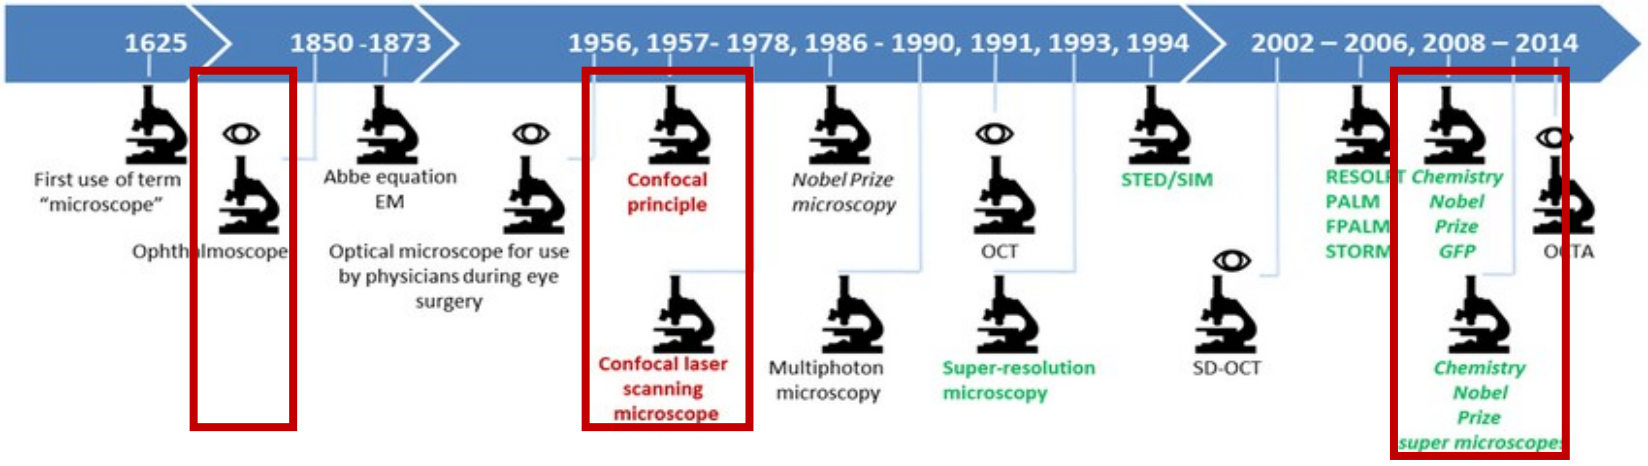 1625
1850 -1873
1956, 1957- 1978, 1986 - 1990, 1991, 1993, 1994
2002 – 2006, 2008 – 2014
First use of term
“microscope”
Ophthalmoscope
Abbe equation
EM
Optical microscope for use
by physicians during eye
surgery
Confocal
principle
Confocal laser
scanning
microscope
Nobel Prize
microscopy
Multiphoton
microscopy
OCT
Super-resolution
microscopy
STED/SIM
SD-OCT
RESOLFT
PALM
FPALM
STORM
Chemistry
Nobel
Prize
GFP
Chemistry
Nobel
Prize
super microscopes
OCTA